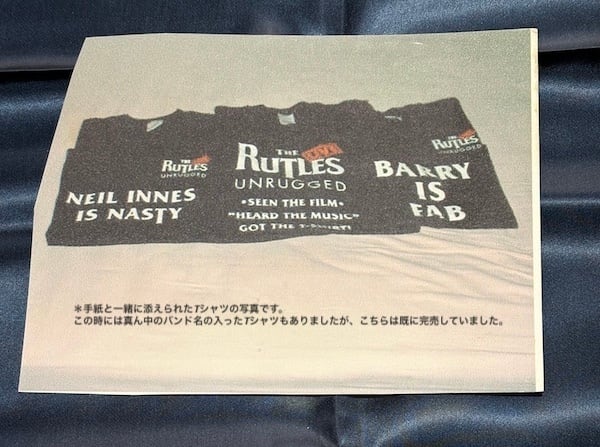 THE
RUTLES
UNRUGGED
NEIL INNES
IS NASTY
THE
RUTLES
UNRUGGED
•SEEN THE FILM•
"HEARD THE MUSIC"
GOT THE T-SHIRT!
THE
RUTLES
UNRUGGED
BARRY
IS
FAB
＊手紙と一緒に添えられたTシャツの写真です。
この時には真ん中のバンド名の入ったTシャツもありましたが、こちらは既に完売していました。